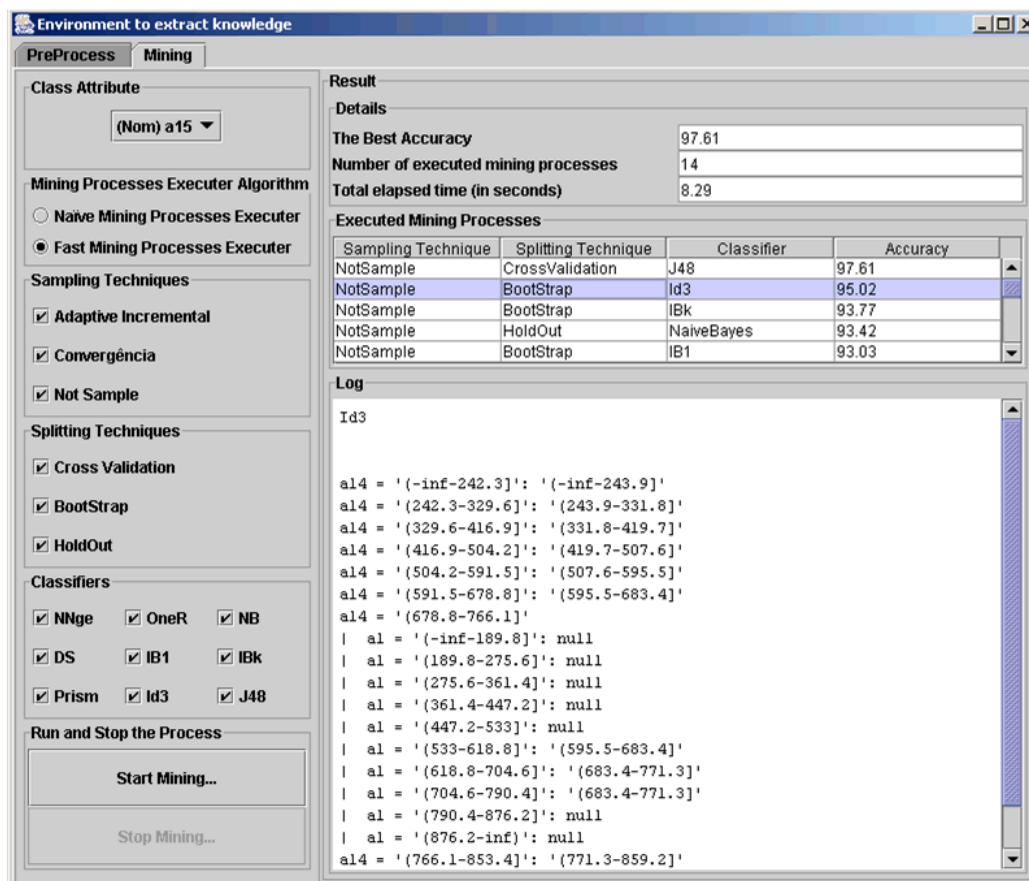 Environment to extract knowledge
PreProcess Mining
Class Attribute
(Nom) a15
Mining Processes Executer Algorithm
Naïve Mining Processes Executer
Fast Mining Processes Executer
Sampling Techniques
Adaptive Incremental
Convergência
Not Sample
Splitting Techniques
Cross Validation
BootStrap
HoldOut
Classifiers
NNge OneR NB
DS IB1 IBk
Prism Id3 J48
Run and Stop the Process
Start Mining...
Stop Mining...
Result
Details
The Best Accuracy 97.61
Number of executed mining processes 14
Total elapsed time (in seconds) 8.29
Executed Mining Processes
Sampling Technique Splitting Technique Classifier Accuracy
NotSample CrossValidation J48 97.61
NotSample BootStrap Id3 95.02
NotSample BootStrap IBk 93.77
NotSample HoldOut NaiveBayes 93.42
NotSample BootStrap IB1 93.03
Log
Id3
a14 = '(-inf-242.3]': '(-inf-243.9]'
a14 = '(242.3-329.6]': '(243.9-331.8]'
a14 = '(329.6-416.9]': '(331.8-419.7]'
a14 = '(416.9-504.2]': '(419.7-507.6]'
a14 = '(504.2-591.5]': '(507.6-595.5]'
a14 = '(591.5-678.8]': '(595.5-683.4]'
a14 = '(678.8-766.1]'
| a1 = '(-inf-189.8]': null
| a1 = '(189.8-275.6]': null
| a1 = '(275.6-361.4]': null
| a1 = '(361.4-447.2]': null
| a1 = '(447.2-533]': null
| a1 = '(533-618.8]': '(595.5-683.4]'
| a1 = '(618.8-704.6]': '(683.4-771.3]'
| a1 = '(704.6-790.4]': '(683.4-771.3]'
| a1 = '(790.4-876.2]': null
| a1 = '(876.2-inf)': null
a14 = '(766.1-853.4]': '(771.3-859.2]'